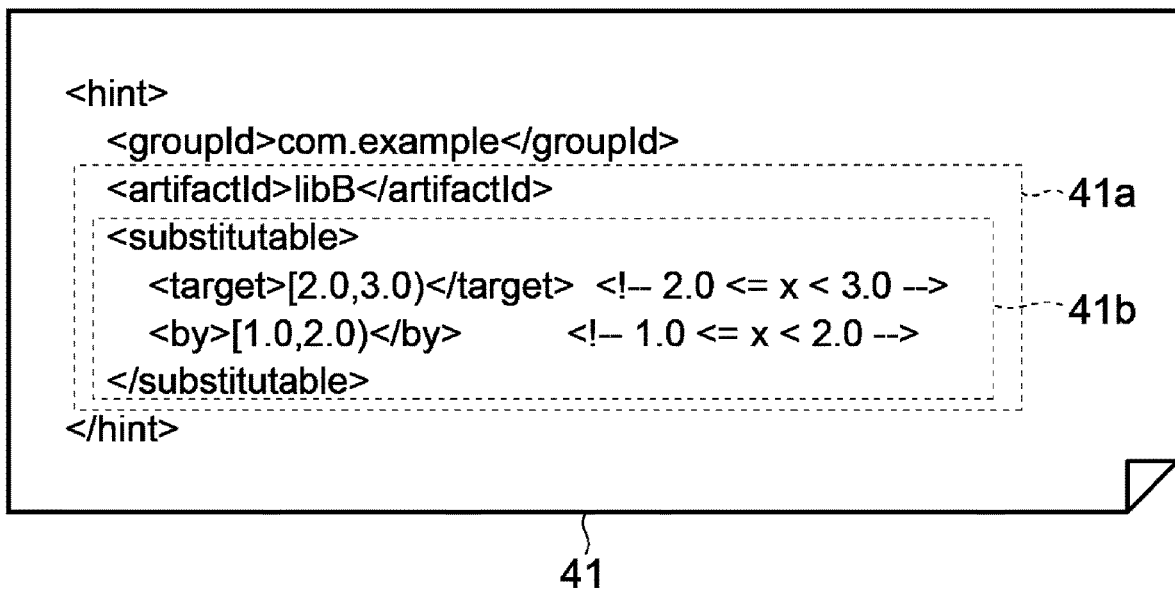 <hint>
<groupId>com.example</groupId>
<artifactId>libB</artifactId>
41a
<substitutable>
<target>[2.0,3.0)</target> <!-- 2.0 <= x < 3.0 -->
41b
<by>[1.0,2.0)</by> <!-- 1.0 <= x < 2.0 -->
</substitutable>
</hint>
41